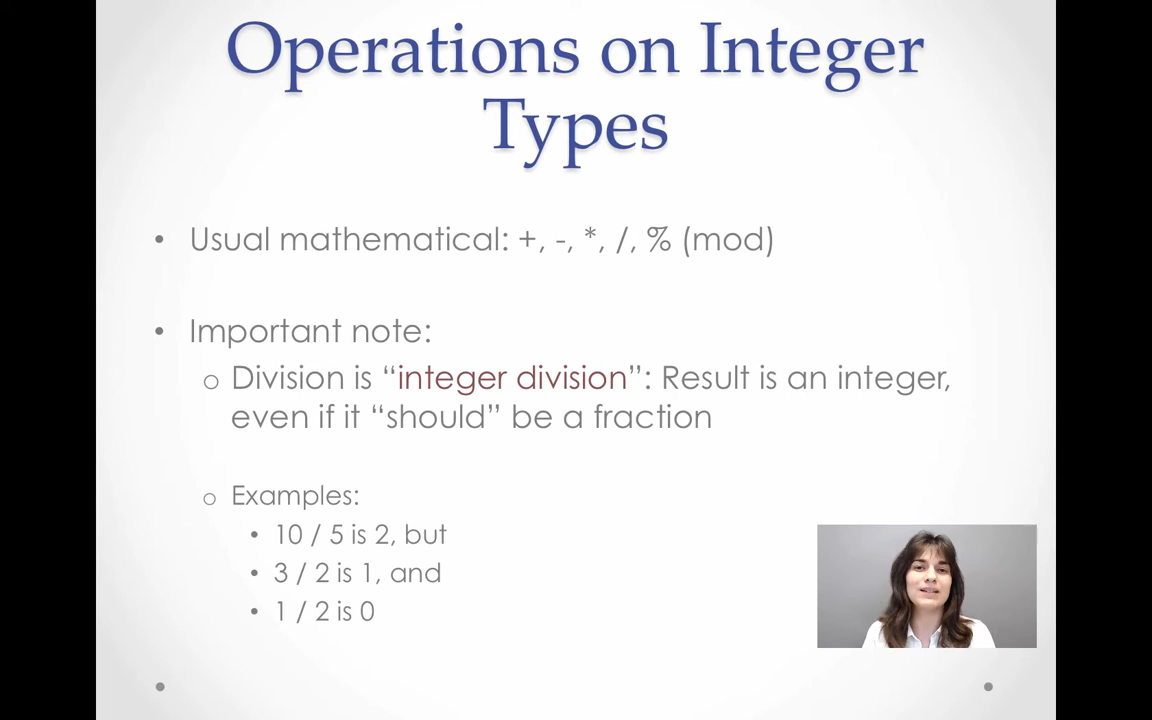 Operations on Integer
Types
• Usual mathematical: +, -, *, /, % (mod)
• Important note:
o Division is “integer division”: Result is an integer,
even if it “should” be a fraction
o Examples:
• 10 / 5 is 2, but
• 3 / 2 is 1, and
• 1 / 2 is 0